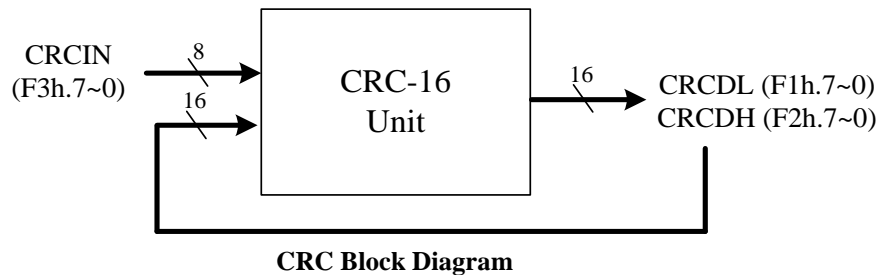 CRCIN
(F3h.7~0)
8
16
CRC-16
Unit
16
CRCDL (F1h.7~0)
CRCDH (F2h.7~0)
CRC Block Diagram